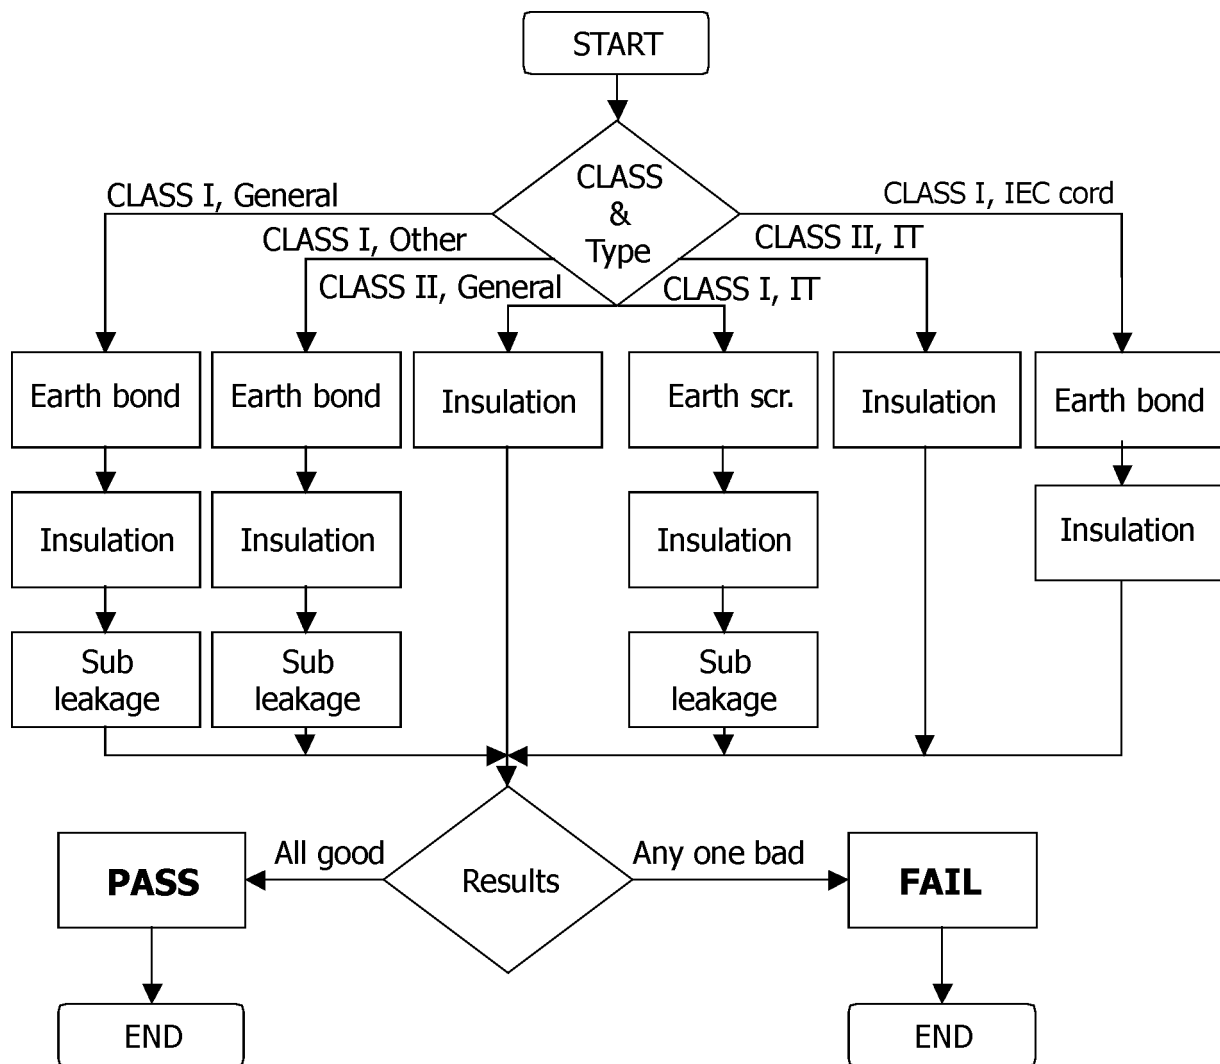 START
CLASS
&
Type
CLASS I, General
CLASS I, IEC cord
CLASS I, Other
CLASS II, IT
CLASS II, General
CLASS I, IT
Earth bond
Earth bond
Insulation
Earth scr.
Insulation
Earth bond
Insulation
Insulation
Insulation
Insulation
Sub
leakage
Sub
leakage
Sub
leakage
All good
Any one bad
PASS
Results
FAIL
END
END